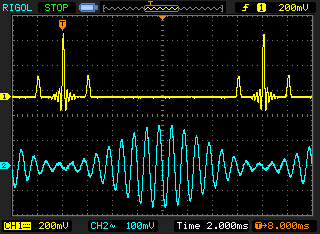 RIGOL STOP T 1 200mV
T
1
2
CH1 200mV CH2~ 100mV Time 2.000ms T→8.000ms